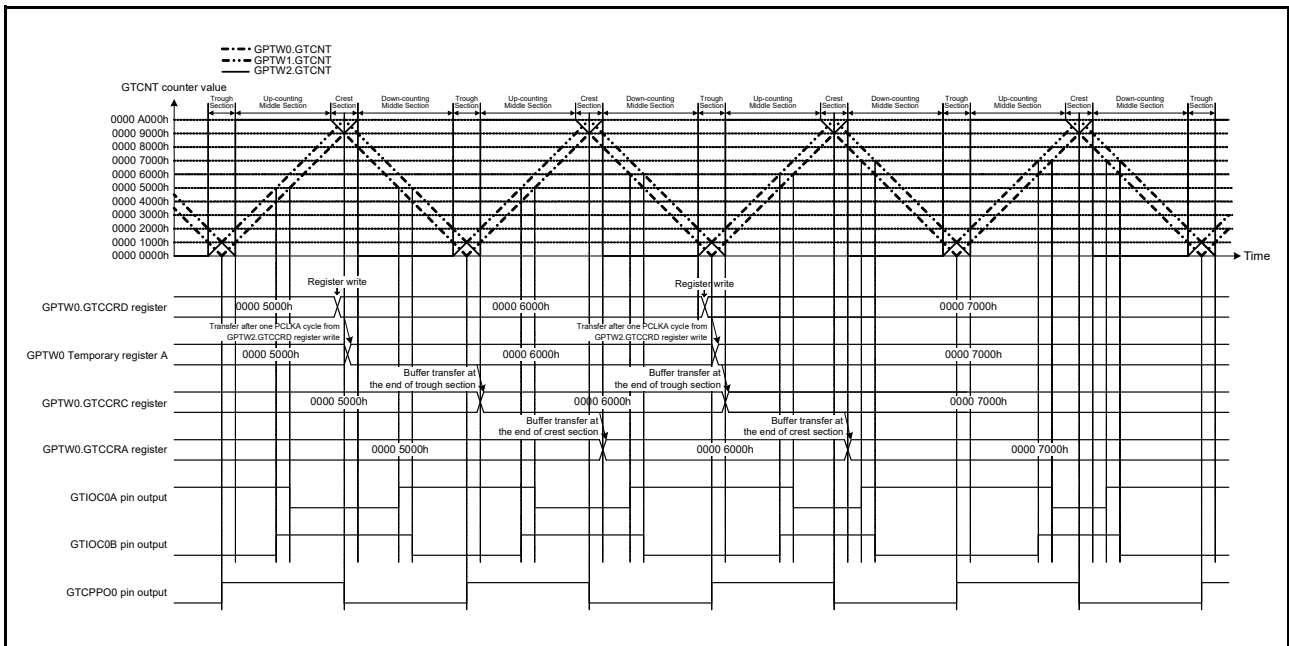 GPTW0.GTCNT
GPTW1.GTCNT
GPTW2.GTCNT
GTCNT counter value
Trough Section
Up-counting Middle Section
Crest Section
Down-counting Middle Section
Trough Section
Up-counting Middle Section
Crest Section
Down-counting Middle Section
Trough Section
Up-counting Middle Section
Crest Section
Down-counting Middle Section
Trough Section
Up-counting Middle Section
Crest Section
Down-counting Middle Section
Trough Section
0000 A000h
0000 9000h
0000 8000h
0000 7000h
0000 6000h
0000 5000h
0000 4000h
0000 3000h
0000 2000h
0000 1000h
0000 0000h
Time
Register write
Register write
GPTW0.GTCCRD register
0000 5000h
0000 6000h
0000 7000h
Transfer after one PCLKA cycle from
GPTW2.GTCCRD register write
Transfer after one PCLKA cycle from
GPTW2.GTCCRD register write
GPTW0 Temporary register A
0000 5000h
0000 6000h
0000 7000h
Buffer transfer at
the end of trough section
Buffer transfer at
the end of trough section
GPTW0.GTCCRC register
0000 5000h
0000 6000h
0000 7000h
Buffer transfer at
the end of crest section
Buffer transfer at
the end of crest section
GPTW0.GTCCRA register
0000 5000h
0000 6000h
0000 7000h
GTIOC0A pin output
GTIOC0B pin output
GTCPPO0 pin output